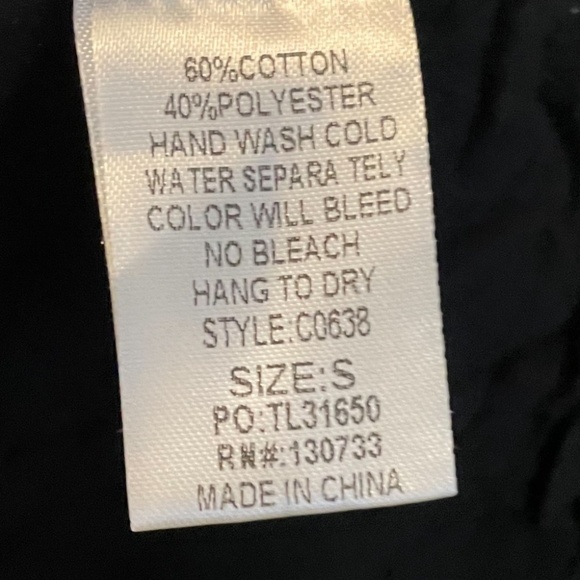 60%COTTON
40%POLYESTER
HAND WASH COLD
WATER SEPARA TELY
COLOR WILL BLEED
NO BLEACH
HANG TO DRY
STYLE:C0638
SIZE:S
PO:TL31650
RN#:130733
MADE IN CHINA